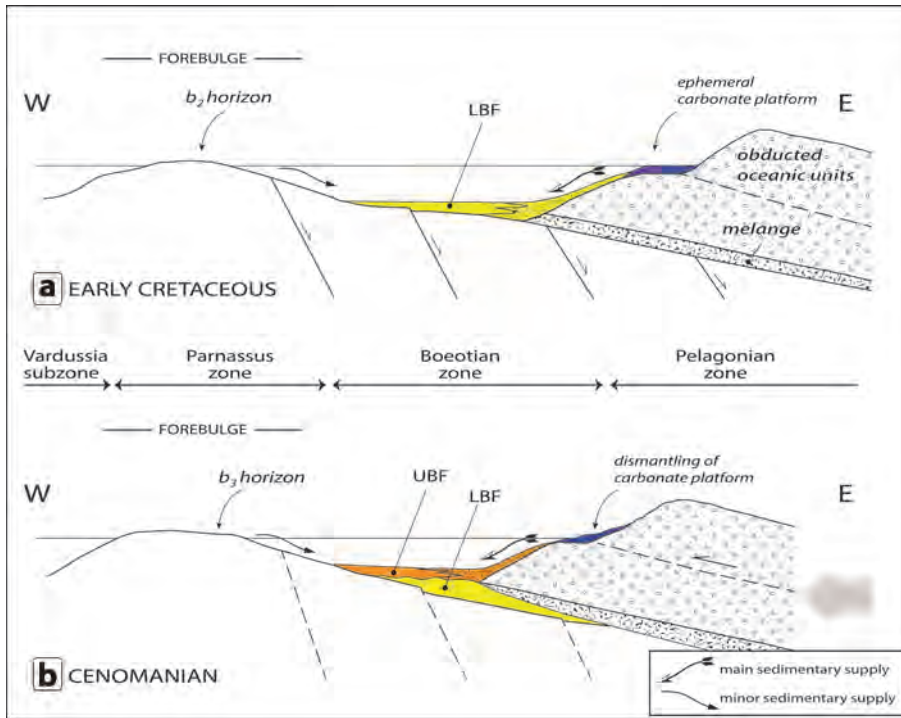 FOREBULGE
W
b2 horizon
LBF
ephemeral
carbonate platform
E
obducted
oceanic units
melange
a EARLY CRETACEOUS
Vardussia
subzone
Parnassus
zone
Boeotian
zone
Pelagonian
zone
FOREBULGE
W
b3 horizon
UBF
LBF
dismantling of
carbonate platform
E
b CENOMANIAN
main sedimentary supply
minor sedimentary supply